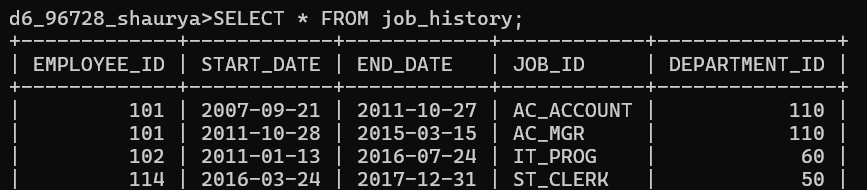 d6_96728_shaurya>SELECT * FROM job_history;
+-------------+------------+------------+------------+---------------+
| EMPLOYEE_ID | START_DATE | END_DATE   | JOB_ID     | DEPARTMENT_ID |
+-------------+------------+------------+------------+---------------+
|         101 | 2007-09-21 | 2011-10-27 | AC_ACCOUNT |           110 |
|         101 | 2011-10-28 | 2015-03-15 | AC_MGR     |           110 |
|         102 | 2011-01-13 | 2016-07-24 | IT_PROG    |            60 |
|         114 | 2016-03-24 | 2017-12-31 | ST_CLERK   |            50 |